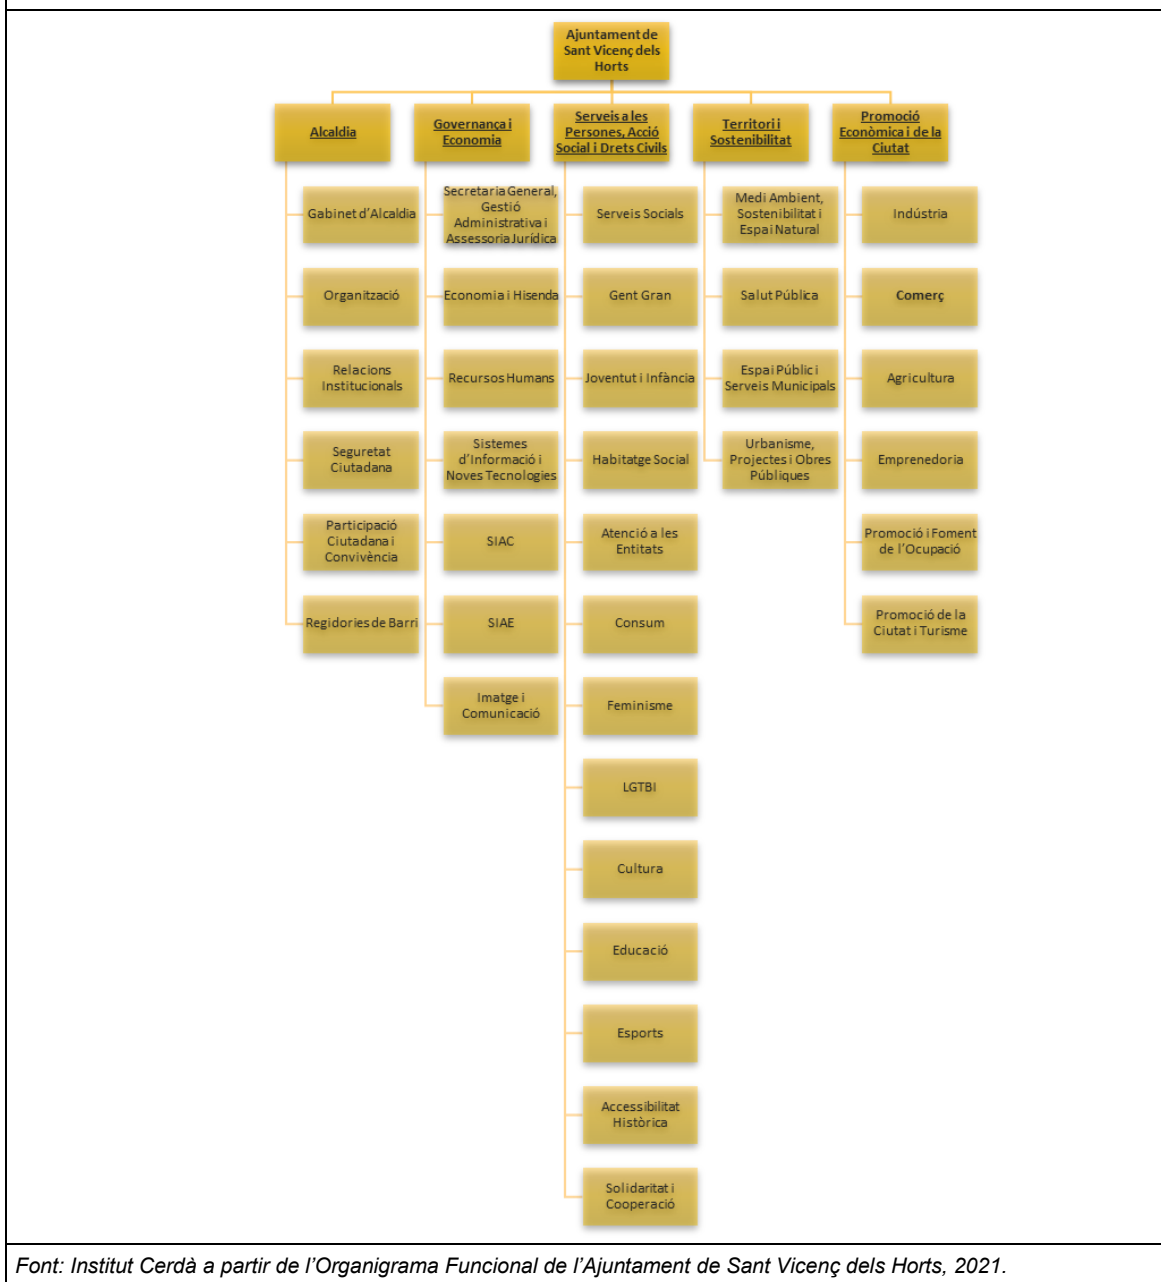 Ajuntament de
Sant Vicenç dels
Horts
Alcaldia
Governança i
Economia
Serveis a les
Persones, Acció
Social i Drets Civils
Territori i
Sostenibilitat
Promoció
Econòmica i de la
Ciutat
Gabinet d'Alcaldia
Organització
Relacions
Institucionals
Seguretat
Ciutadana
Participació
Ciutadana i
Convivència
Regidories de Barri
Secretaria General,
Gestió
Administrativa i
Assessoria Jurídica
Economia i Hisenda
Recursos Humans
Sistemes
d'Informació i
Noves Tecnologies
SIAC
SIAE
Imatge i
Comunicació
Serveis Socials
Gent Gran
Joventut i Infància
Habitatge Social
Atenció a les
Entitats
Consum
Feminisme
LGTBI
Cultura
Educació
Esports
Accessibilitat
Històrica
Solidaritat i
Cooperació
Medi Ambient,
Sostenibilitat i
Espai Natural
Salut Pública
Espai Públic i
Serveis Municipals
Urbanisme,
Projectes i Obres
Públiques
Indústria
Comerç
Agricultura
Emprenedoria
Promoció i Foment
de l'Ocupació
Promoció de la
Ciutat i Turisme
Font: Institut Cerdà a partir de l'Organigrama Funcional de l'Ajuntament de Sant Vicenç dels Horts, 2021.